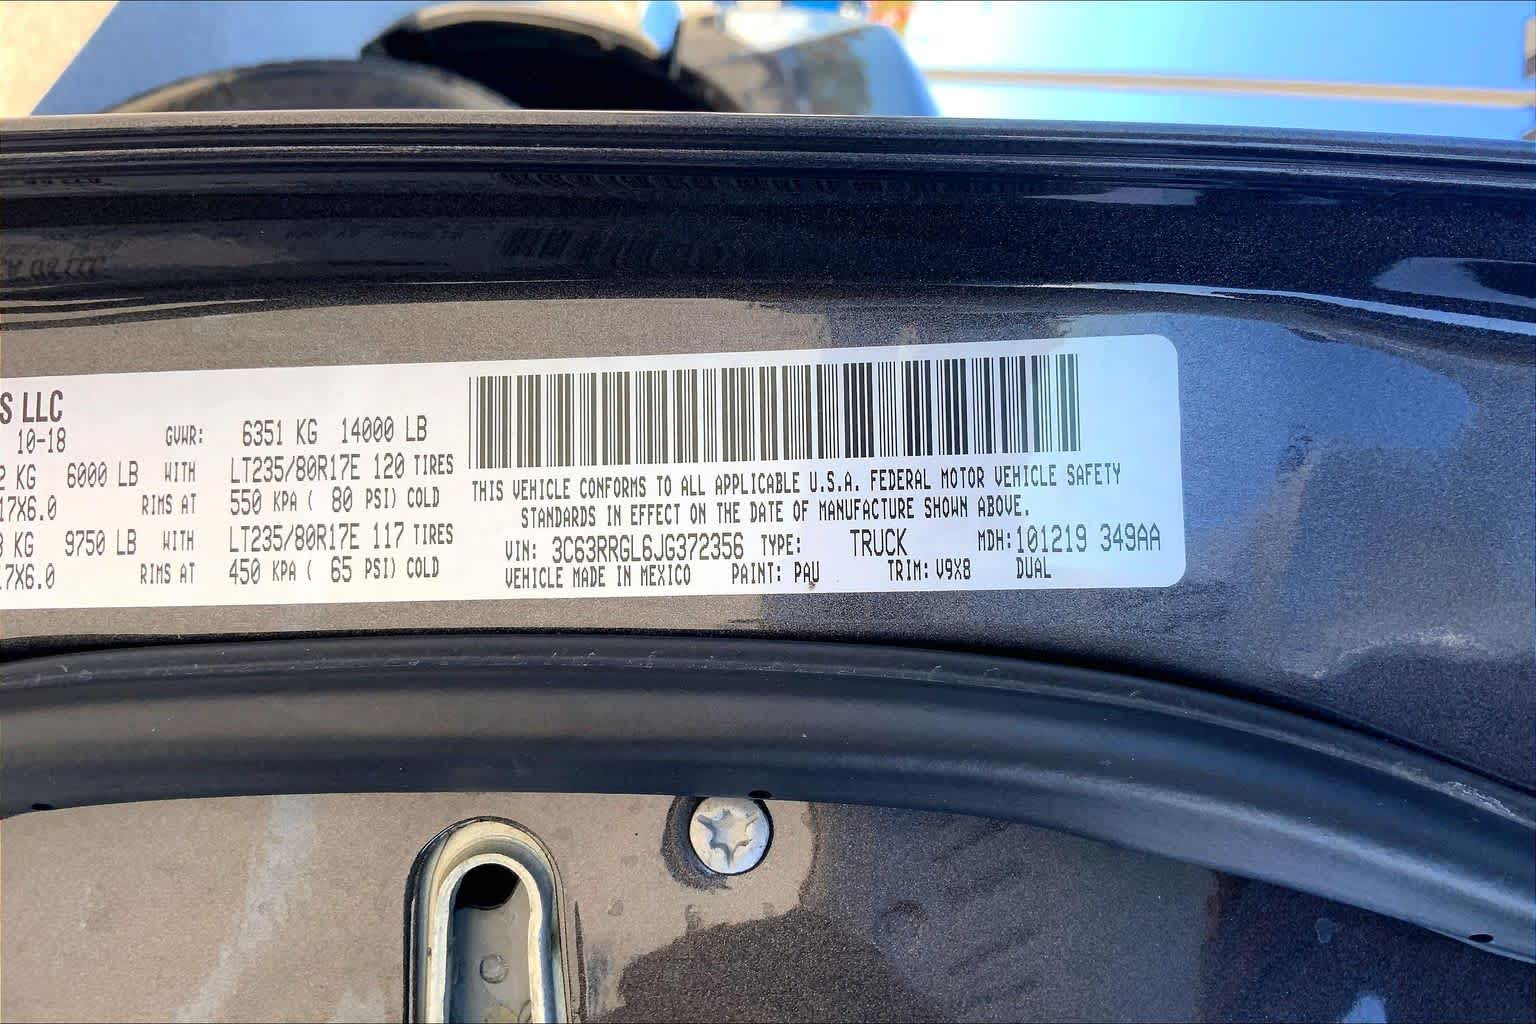 S LLC
10-18 GVWR: 6351 KG 14000 LB
KG 6000 LB WITH LT235/80R17E 120 TIRES
17X6.0 RIMS AT 550 KPA ( 80 PSI) COLD
KG 9750 LB WITH LT235/80R17E 117 TIRES
17X6.0 RIMS AT 450 KPA ( 65 PSI) COLD
THIS VEHICLE CONFORMS TO ALL APPLICABLE U.S.A. FEDERAL MOTOR VEHICLE SAFETY
STANDARDS IN EFFECT ON THE DATE OF MANUFACTURE SHOWN ABOVE.
VIN: 3C63RRGL6JG372356 TYPE: TRUCK MDH:101219 349AA
VEHICLE MADE IN MEXICO PAINT: PAU TRIM: V9X8 DUAL